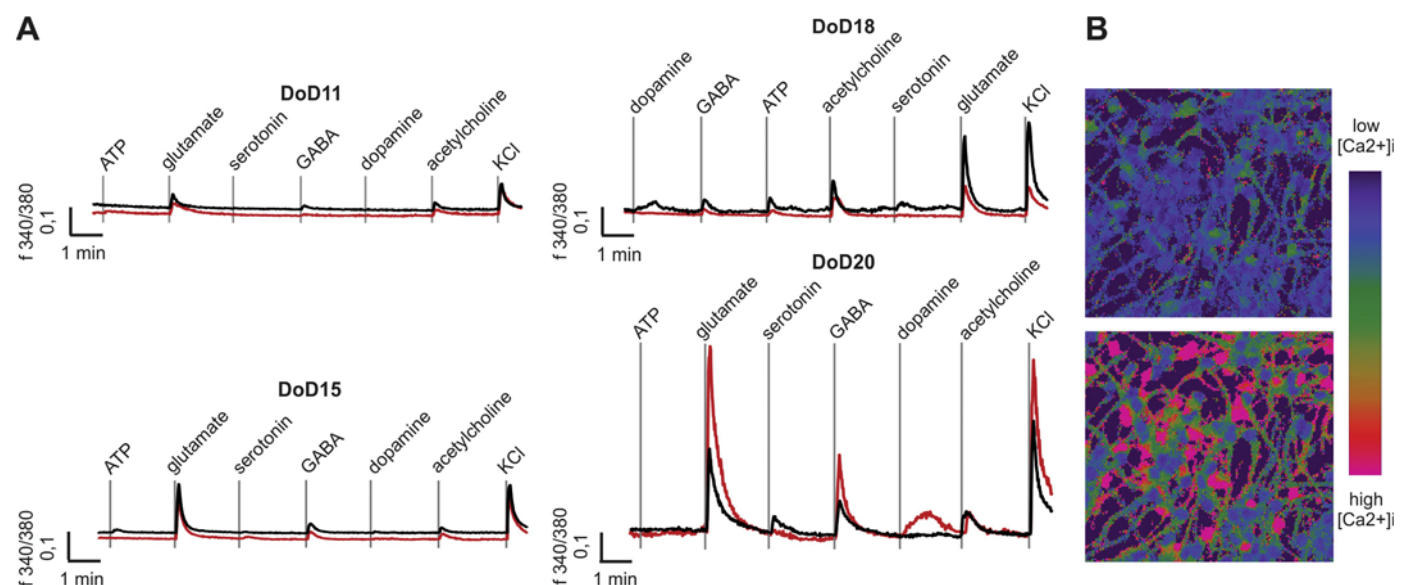 A
DoD11
ATP
glutamate
serotonin
GABA
dopamine
acetylcholine
KCl
f 340/380
0,1
1 min
DoD18
dopamine
GABA
ATP
acetylcholine
serotonin
glutamate
KCl
f 340/380
0,1
1 min
DoD15
ATP
glutamate
serotonin
GABA
dopamine
acetylcholine
KCl
f 340/380
0,1
1 min
DoD20
ATP
glutamate
serotonin
GABA
dopamine
acetylcholine
KCl
f 340/380
0,1
1 min
B
low
[Ca2+]i
high
[Ca2+]i